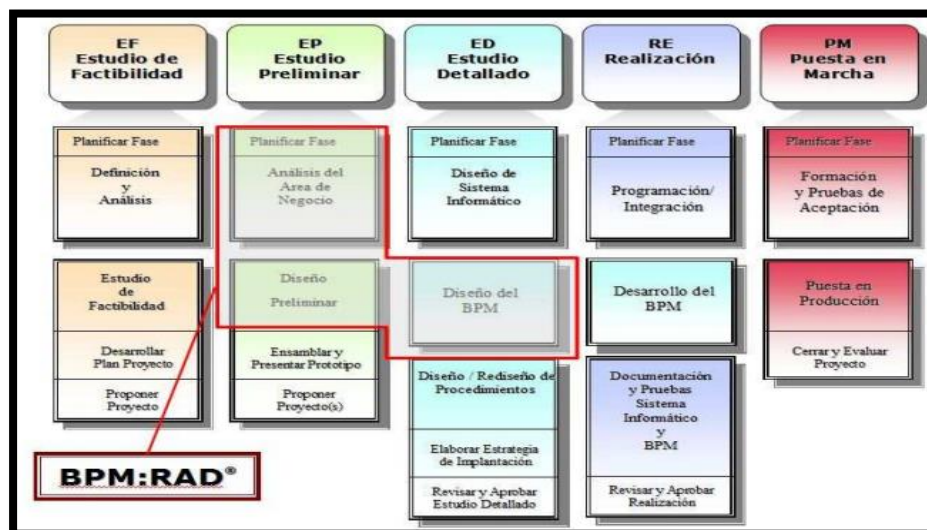 EF
Estudio de
Factibilidad
EP
Estudio
Preliminar
ED
Estudio
Detallado
RE
Realización
PM
Puesta en
Marcha
Planificar Fase
Definición
y
Análisis
Planificar Fase
Análisis del
Area de
Negocio
Planificar Fase
Diseño de
Sistema
Informático
Planificar Fase
Programación/
Integración
Planificar Fase
Formación
y Pruebas de
Aceptación
Estudio
de
Factibilidad
Desarrollar
Plan Proyecto
Proponer
Proyecto
Diseño
Preliminar
Ensamblar y
Presentar Prototipo
Proponer
Proyecto(s)
Diseño del
BPM
Diseño / Rediseño de
Procedimientos
Elaborar Estrategia
de Implantación
Revisar y Aprobar
Estudio Detallado
Desarrollo del
BPM
Documentación
y Pruebas
Sistema
Informático
y
BPM
Revisar y Aprobar
Realización
Puesta en
Producción
Cerrar y Evaluar
Proyecto
BPM:RAD®